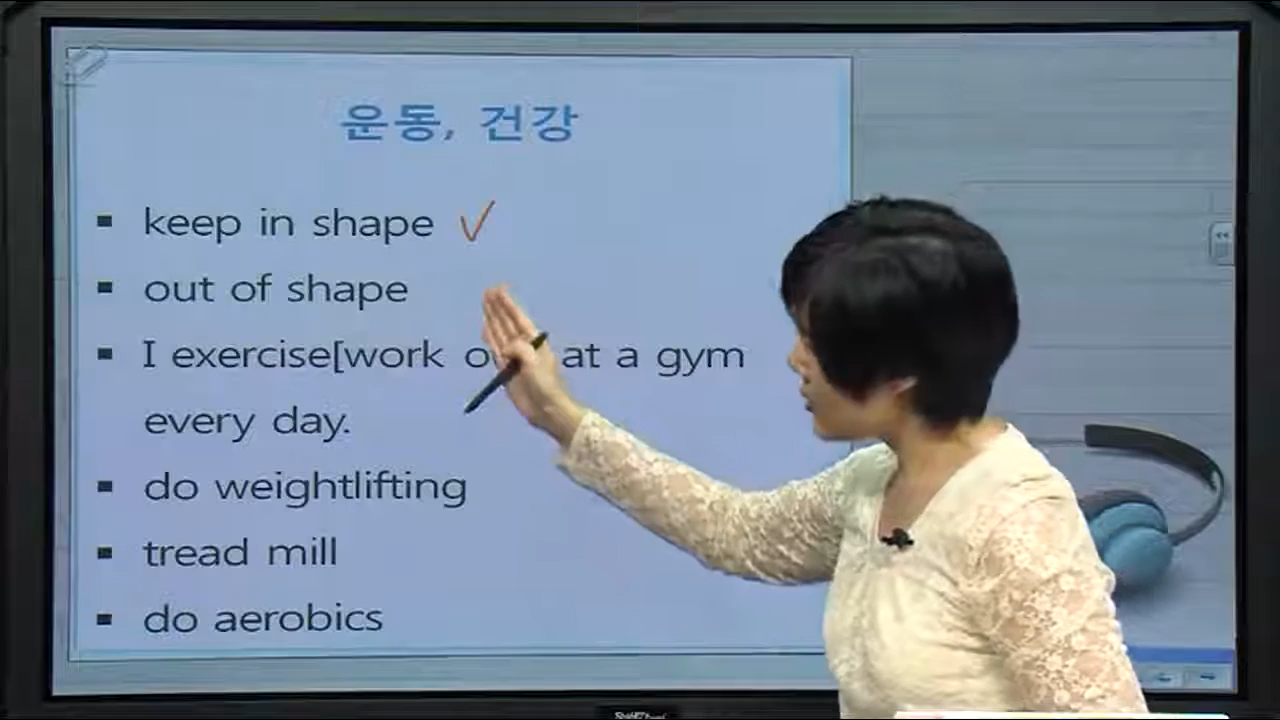 운동, 건강
keep in shape
out of shape
I exercise[work at a gym
every day.
do weightlifting
tread mill
do aerobics